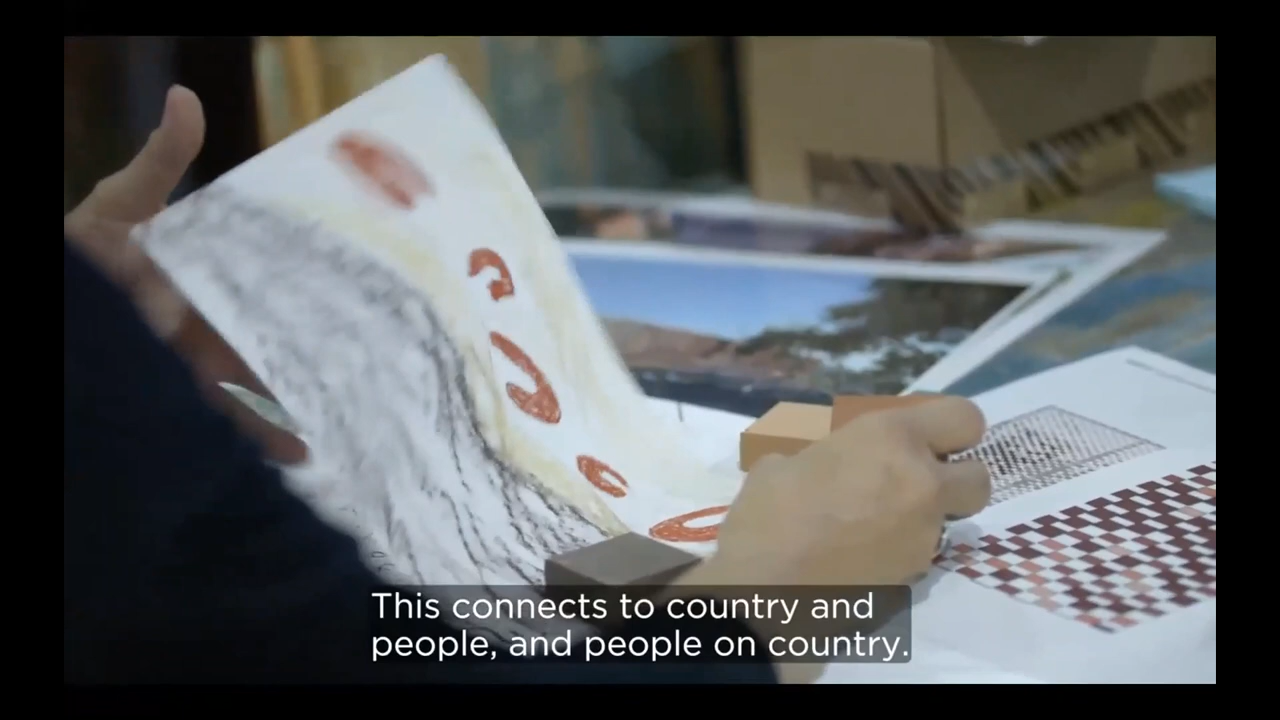 This connects to country and
people, and people on country.